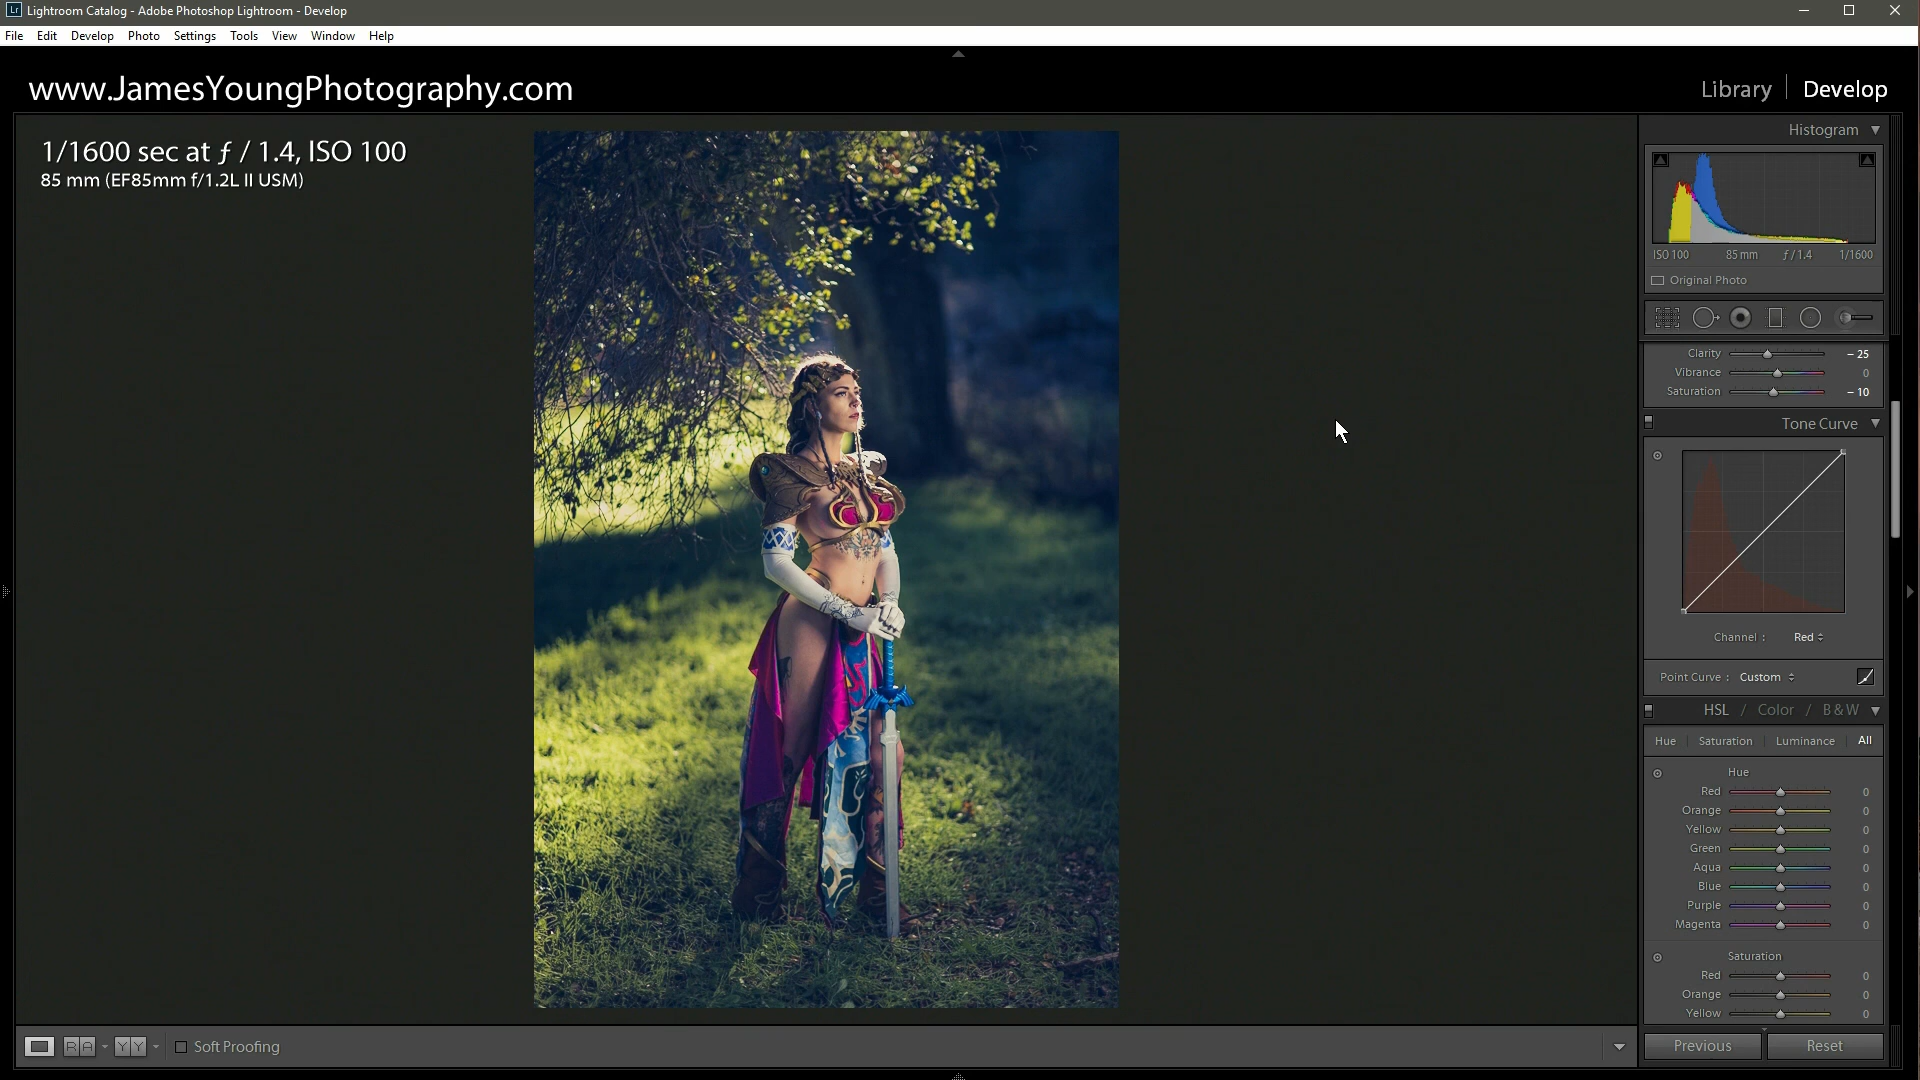 Lr Lightroom Catalog - Adobe Photoshop Lightroom - Develop
File Edit Develop Photo Settings Tools View Window Help
www.JamesYoungPhotography.com
Library | Develop
1/1600 sec at ƒ / 1.4, ISO 100
85 mm (EF85mm f/1.2L II USM)
Histogram
ISO 100 85 mm ƒ / 1.4 1/1600
Original Photo
Clarity – 25
Vibrance 0
Saturation – 10
Tone Curve
Channel : Red
Point Curve : Custom
HSL / Color / B & W
Hue Saturation Luminance All
Hue
Red 0
Orange 0
Yellow 0
Green 0
Aqua 0
Blue 0
Purple 0
Magenta 0
Saturation
Red 0
Orange 0
Yellow 0
R A Y Y Soft Proofing
Previous Reset